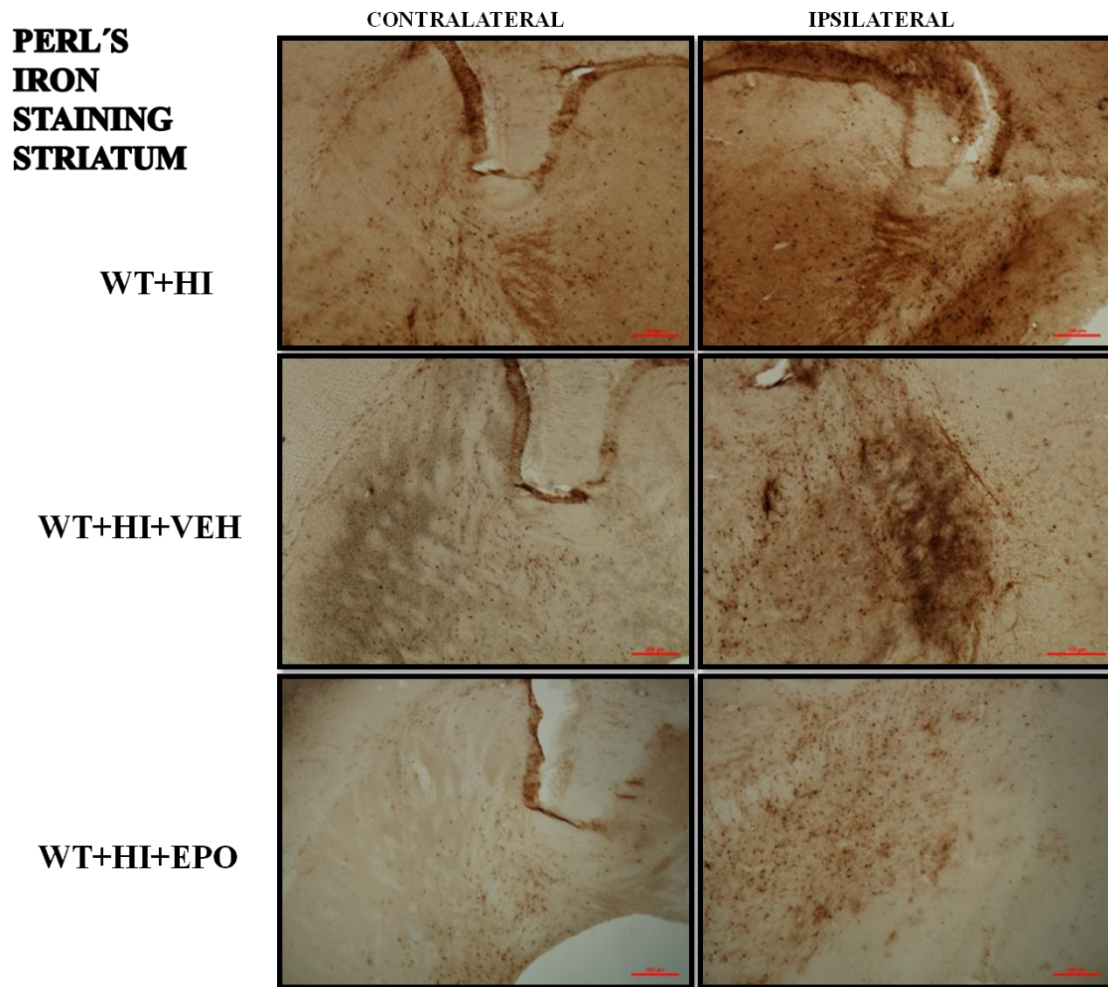 PERL´S
IRON
STAINING
STRIATUM
CONTRALATERAL
IPSILATERAL
WT+HI
WT+HI+VEH
WT+HI+EPO